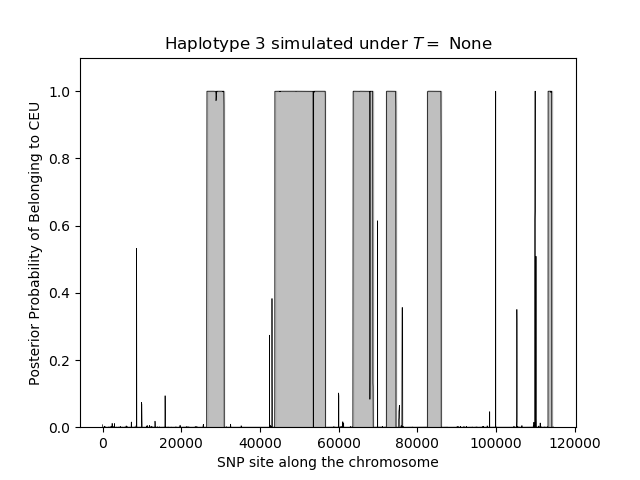 Haplotype 3 simulated under T = None
Posterior Probability of Belonging to CEU
1.0
0.8
0.6
0.4
0.2
0.0
0 20000 40000 60000 80000 100000 120000
SNP site along the chromosome